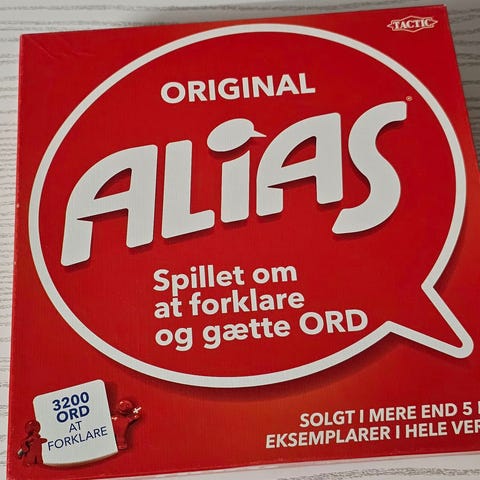 TACTIC
ORIGINAL
ALiAS
Spillet om
at forklare
og gætte ORD
3200
ORD
AT
FORKLARE
SOLGT I MERE END 5
EKSEMPLARER I HELE